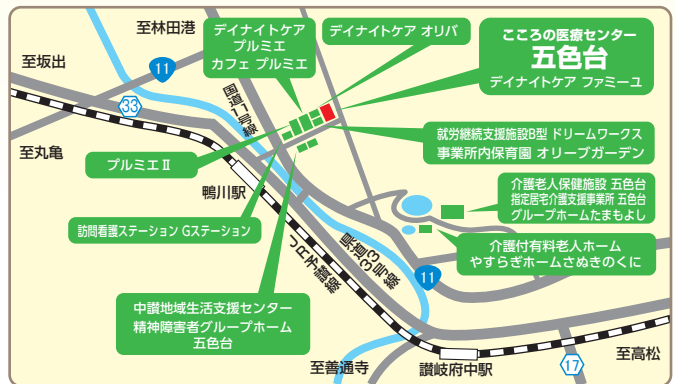 至林田港
デイナイトケア
プルミエ
カフェ プルミエ
デイナイトケア オリバ
こころの医療センター
五色台
デイナイトケア ファミーユ
至坂出
11
国道11号線
33
就労継続支援施設B型 ドリームワークス
事業所内保育園 オリーブガーデン
至丸亀
プルミエⅡ
鴨川駅
介護老人保健施設 五色台
指定居宅介護支援事業所 五色台
グループホームたまもよし
訪問看護ステーション Gステーション
介護付有料老人ホーム
やすらぎホームさぬきのくに
県道33号線
JR予讃線
11
中讃地域生活支援センター
精神障害者グループホーム
五色台
至善通寺
讃岐府中駅
17
至高松